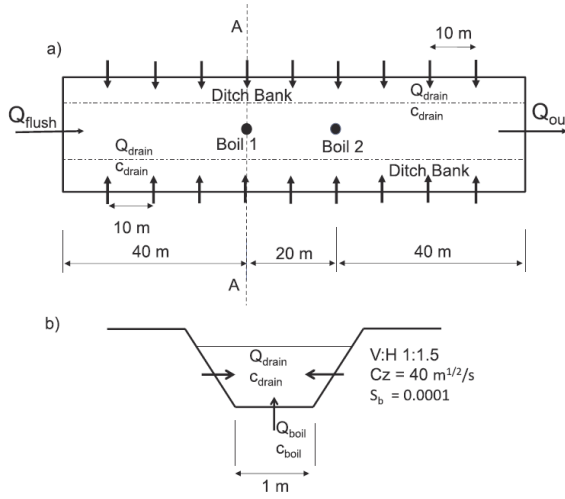 A
a)
10 m
Ditch Bank
Q_drain
c_drain
Q_flush
Q_ou
Boil 1
Boil 2
Q_drain
c_drain
Ditch Bank
10 m
40 m
20 m
40 m
A
b)
Q_drain
c_drain
V:H 1:1.5
Cz = 40 m^1/2/s
S_b = 0.0001
Q_boil
c_boil
1 m